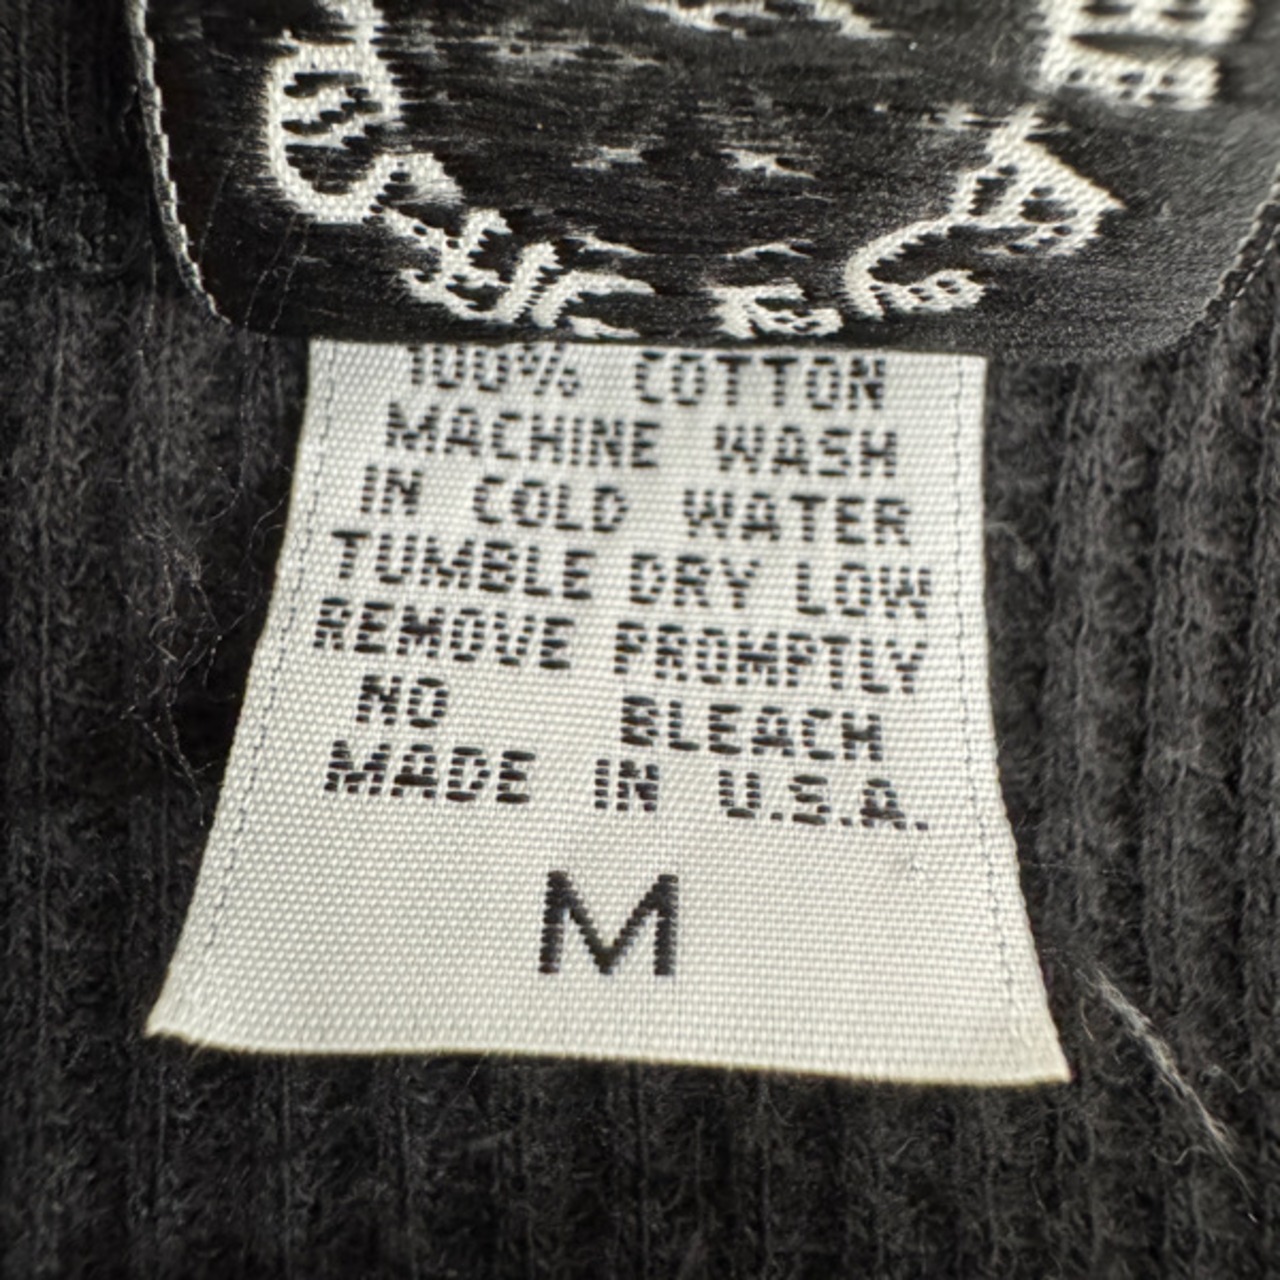 100% COTTON
MACHINE WASH
IN COLD WATER
TUMBLE DRY LOW
REMOVE PROMPTLY
NO BLEACH
MADE IN U.S.A.
M